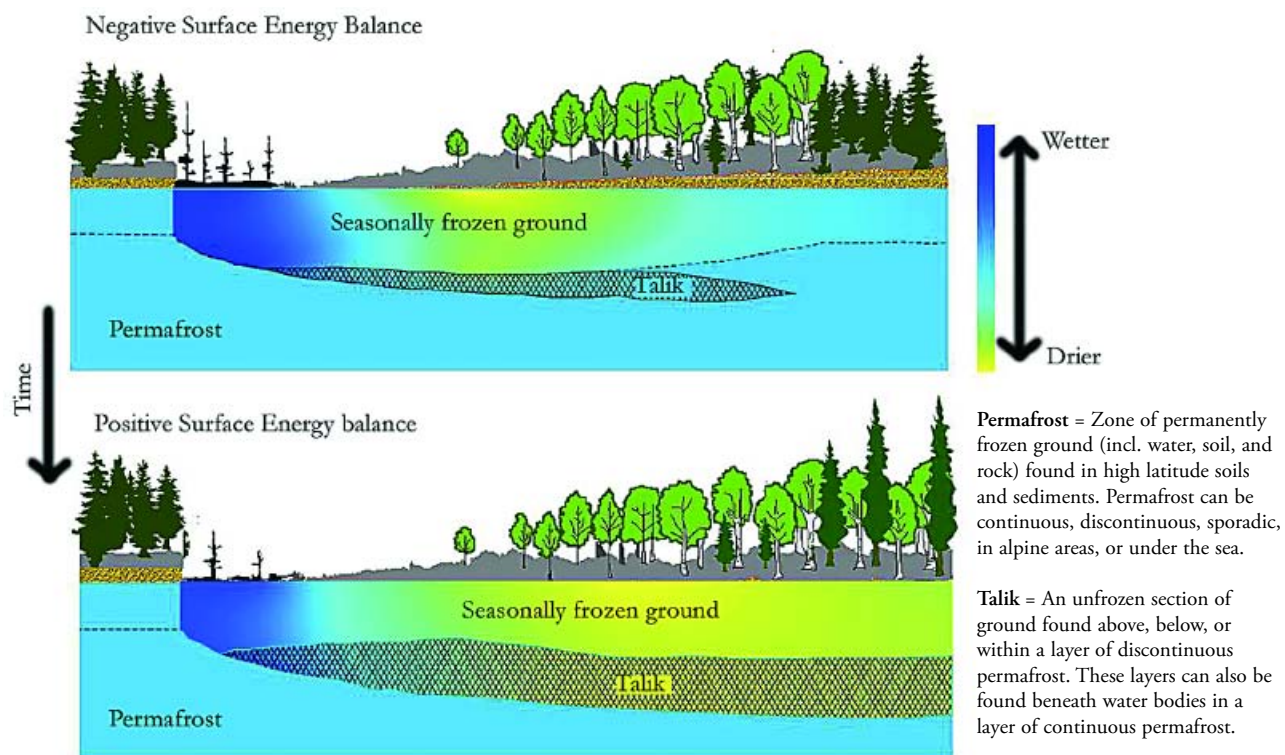 Negative Surface Energy Balance
Wetter
Seasonally frozen ground
Talik
Permafrost
Drier
Time
Positive Surface Energy balance
Seasonally frozen ground
Talik
Permafrost
Permafrost = Zone of permanently
frozen ground (incl. water, soil, and
rock) found in high latitude soils
and sediments. Permafrost can be
continuous, discontinuous, sporadic,
in alpine areas, or under the sea.
Talik = An unfrozen section of
ground found above, below, or
within a layer of discontinuous
permafrost. These layers can also be
found beneath water bodies in a
layer of continuous permafrost.